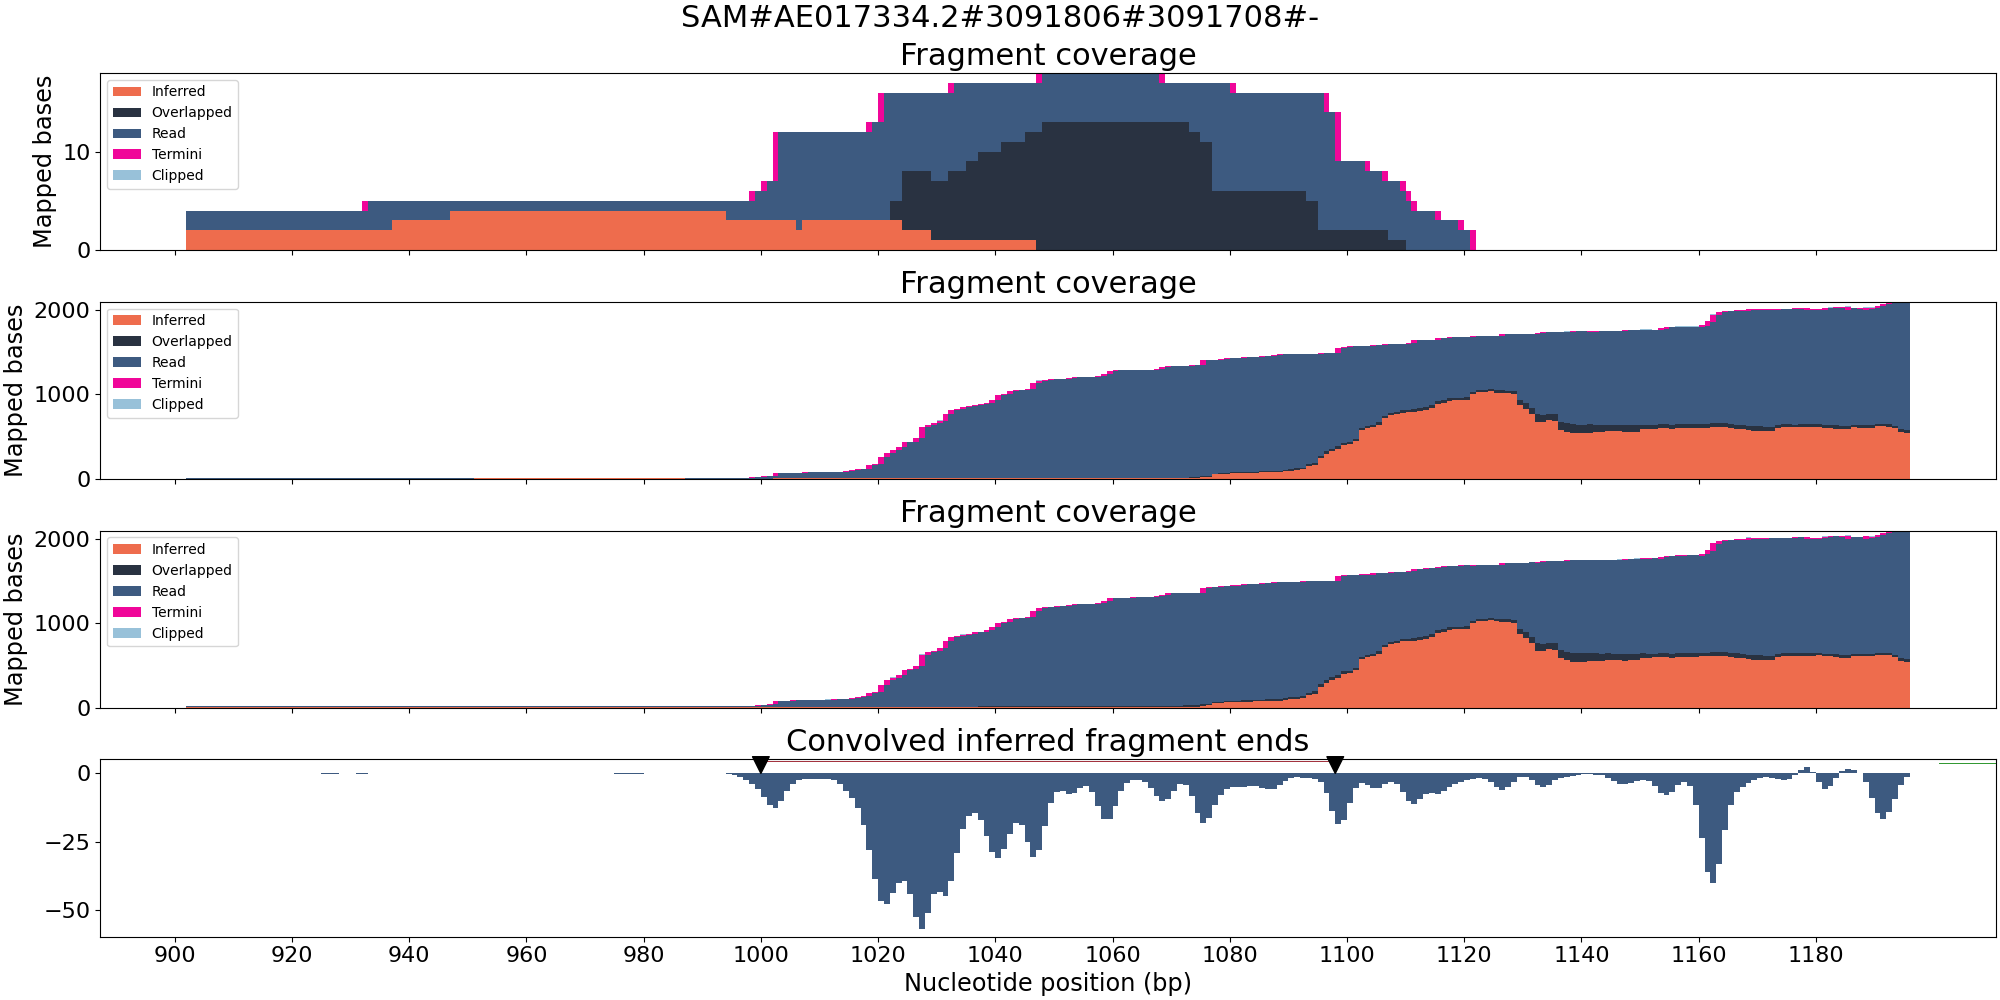 SAM#AE017334.2#3091806#3091708#-
Fragment coverage
Mapped bases
10
0
Inferred
Overlapped
Read
Termini
Clipped
Fragment coverage
Mapped bases
2000
1000
0
Inferred
Overlapped
Read
Termini
Clipped
Fragment coverage
Mapped bases
2000
1000
0
Inferred
Overlapped
Read
Termini
Clipped
Convolved inferred fragment ends
0
−25
−50
900 920 940 960 980 1000 1020 1040 1060 1080 1100 1120 1140 1160 1180
Nucleotide position (bp)